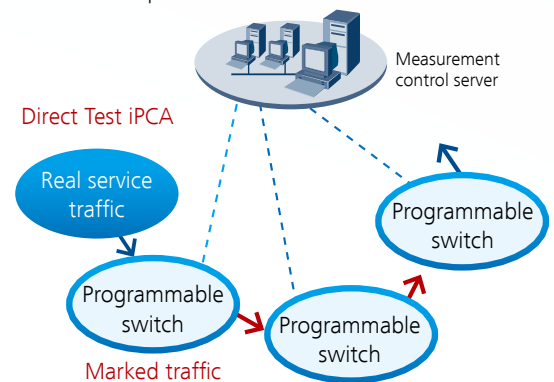 Measurement
control server
Direct Test iPCA
Real service
traffic
Programmable
switch
Programmable
switch
Programmable
switch
Marked traffic